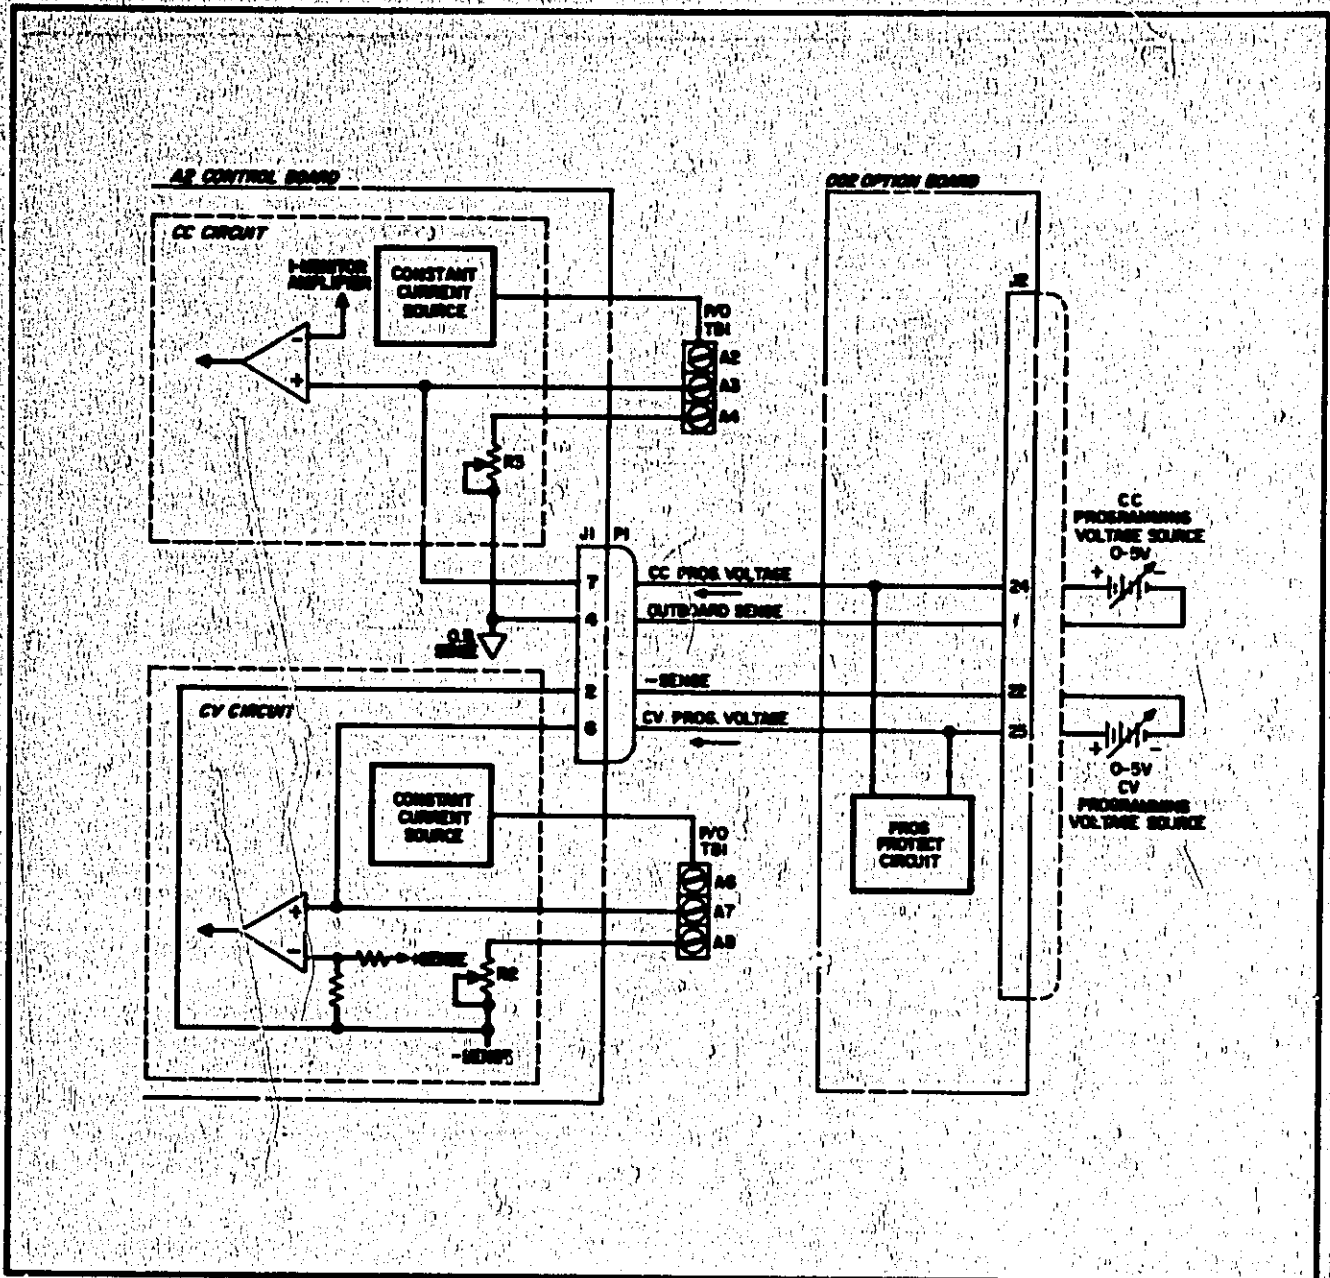 A2 CONTROL BOARD
002 OPTION BOARD
CC CIRCUIT
I-MONITOR
AMPLIFIER
CONSTANT
CURRENT
SOURCE
J2
P/O
TB1
A2
A3
A4
-
+
R3
CC
PROGRAMMING
VOLTAGE SOURCE
0-5V
+ -
J1 P1
7
CC PROG. VOLTAGE
24
4
OUTBOARD SENSE
1
O.B.
SENSE
2
-SENSE
22
CV CIRCUIT
6
CV PROG. VOLTAGE
25
+ -
0-5V
CV
PROGRAMMING
VOLTAGE SOURCE
CONSTANT
CURRENT
SOURCE
P/O
TB1
PROG
PROTECT
CIRCUIT
A6
A7
A8
+
-
+SENSE
R2
-SENSE